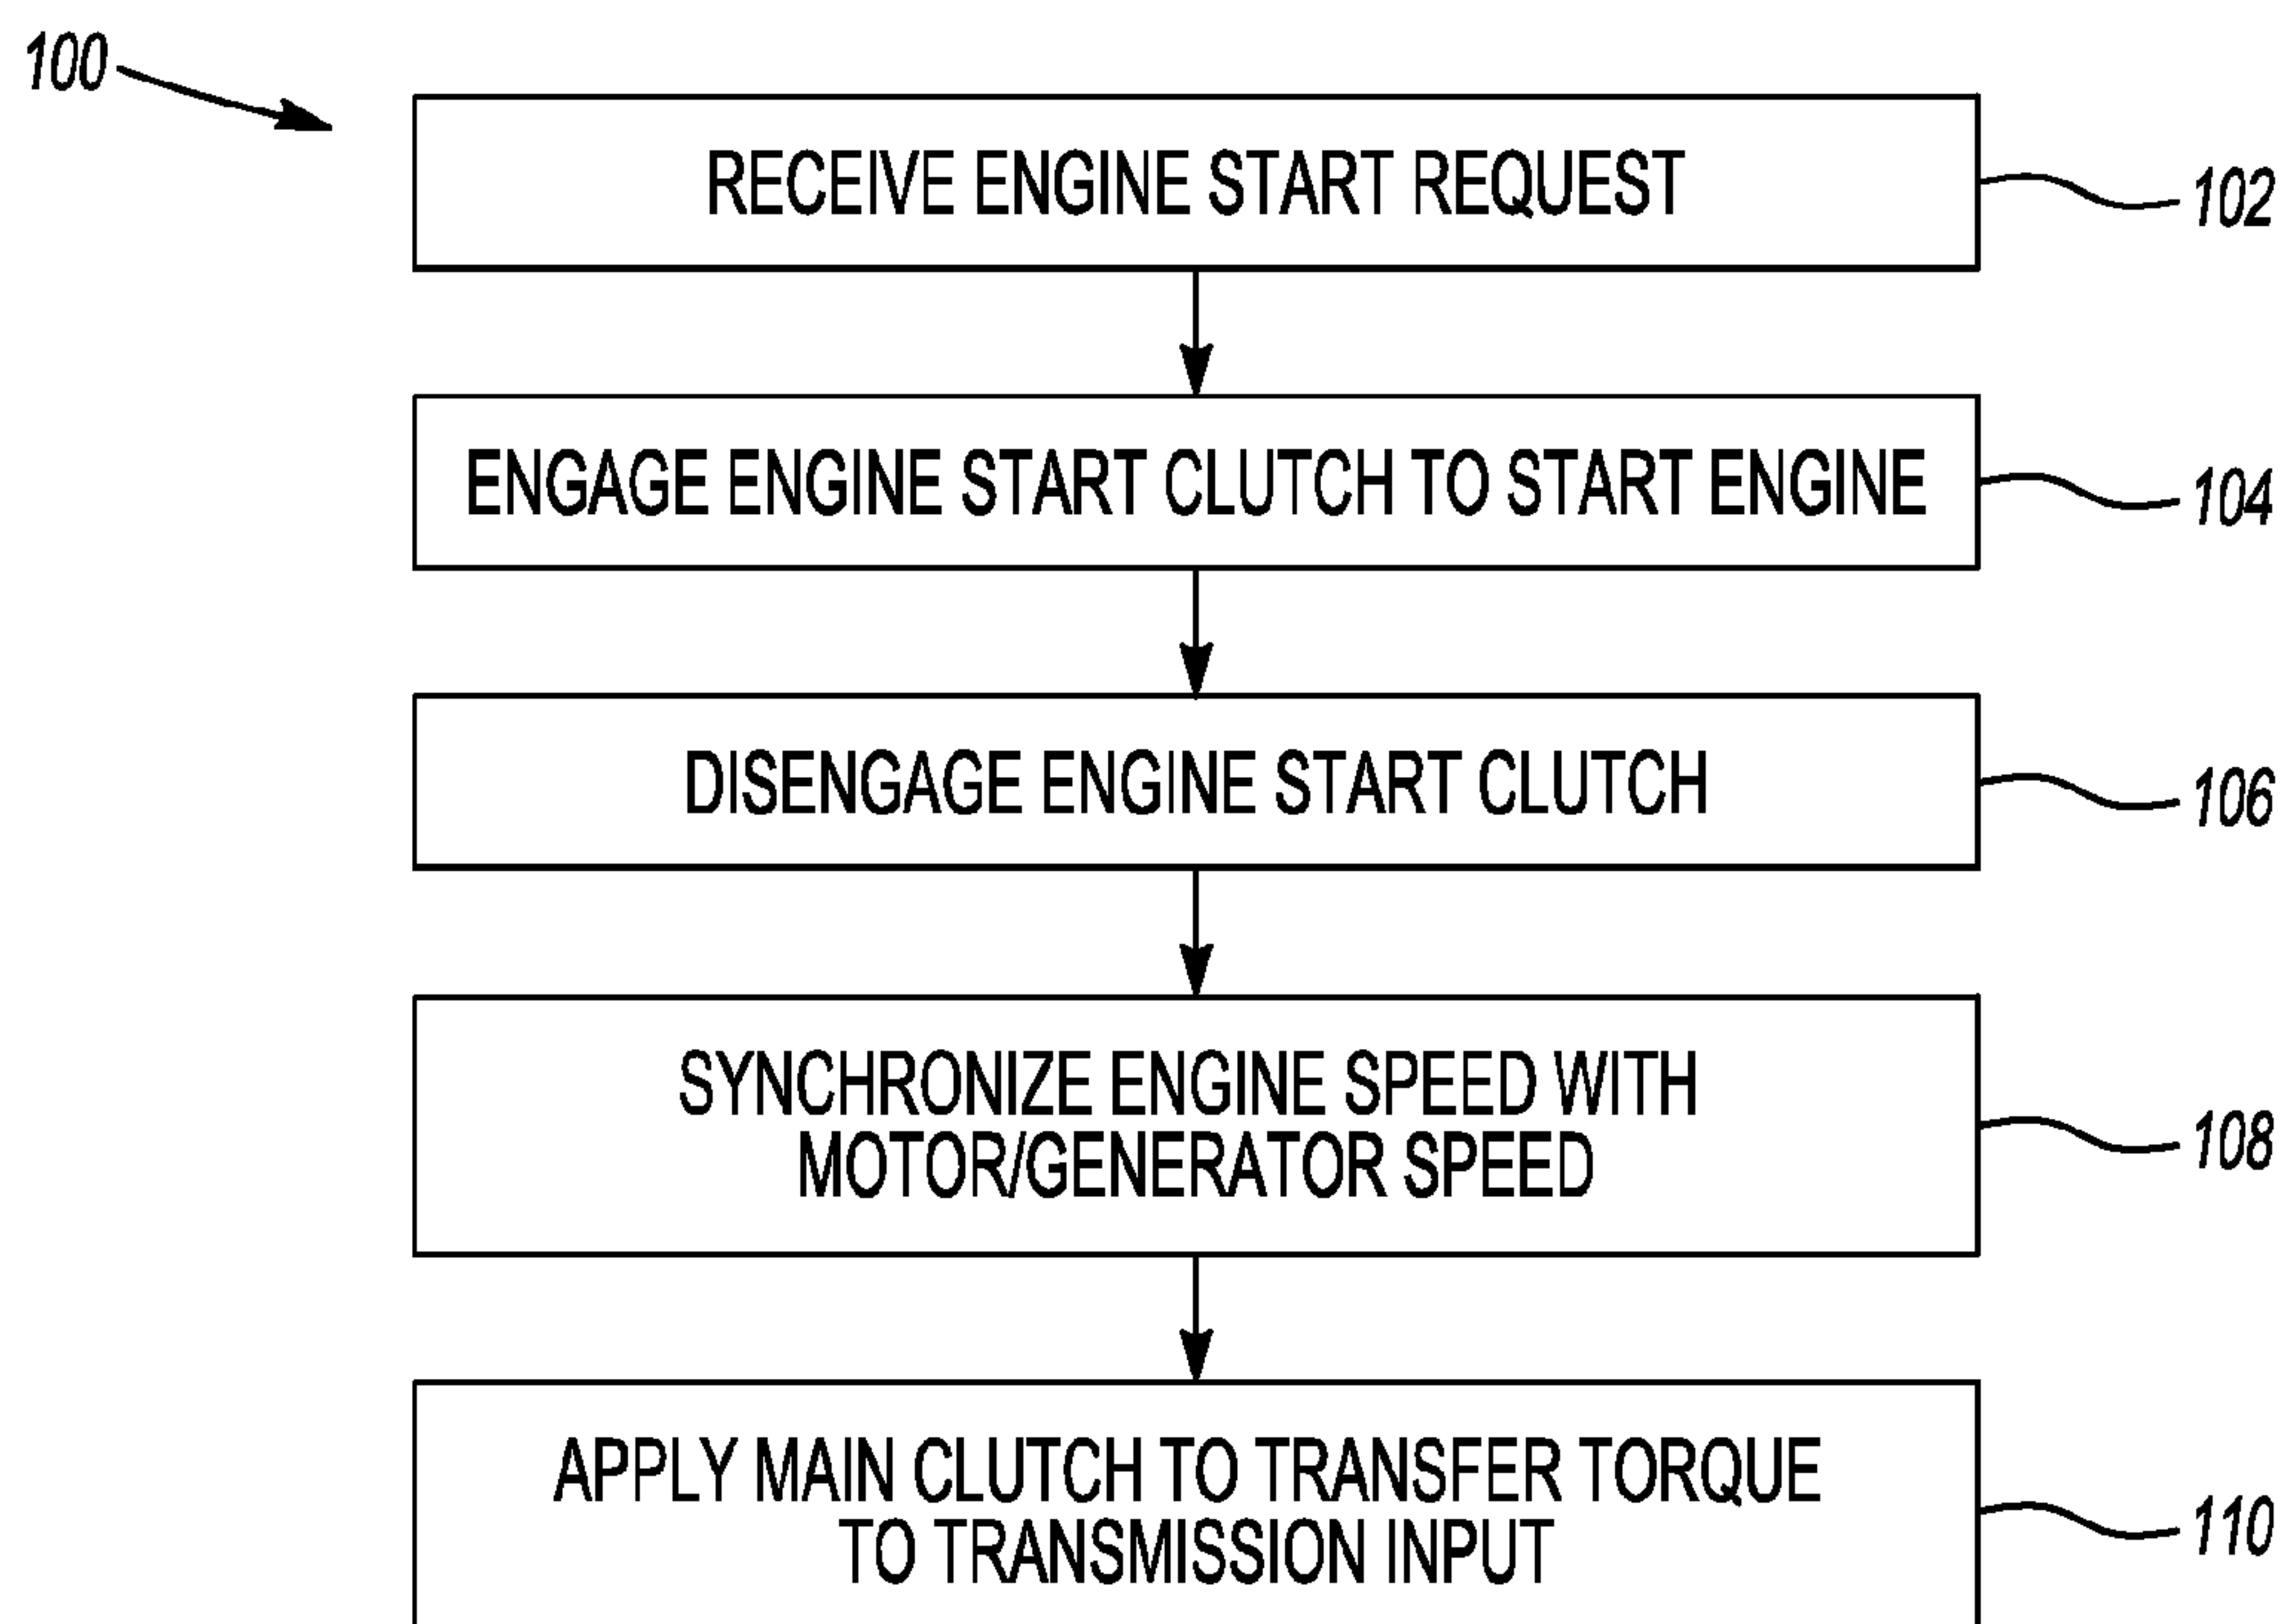 100
RECEIVE ENGINE START REQUEST
102
ENGAGE ENGINE START CLUTCH TO START ENGINE
104
DISENGAGE ENGINE START CLUTCH
106
SYNCHRONIZE ENGINE SPEED WITH
MOTOR/GENERATOR SPEED
108
APPLY MAIN CLUTCH TO TRANSFER TORQUE
TO TRANSMISSION INPUT
110